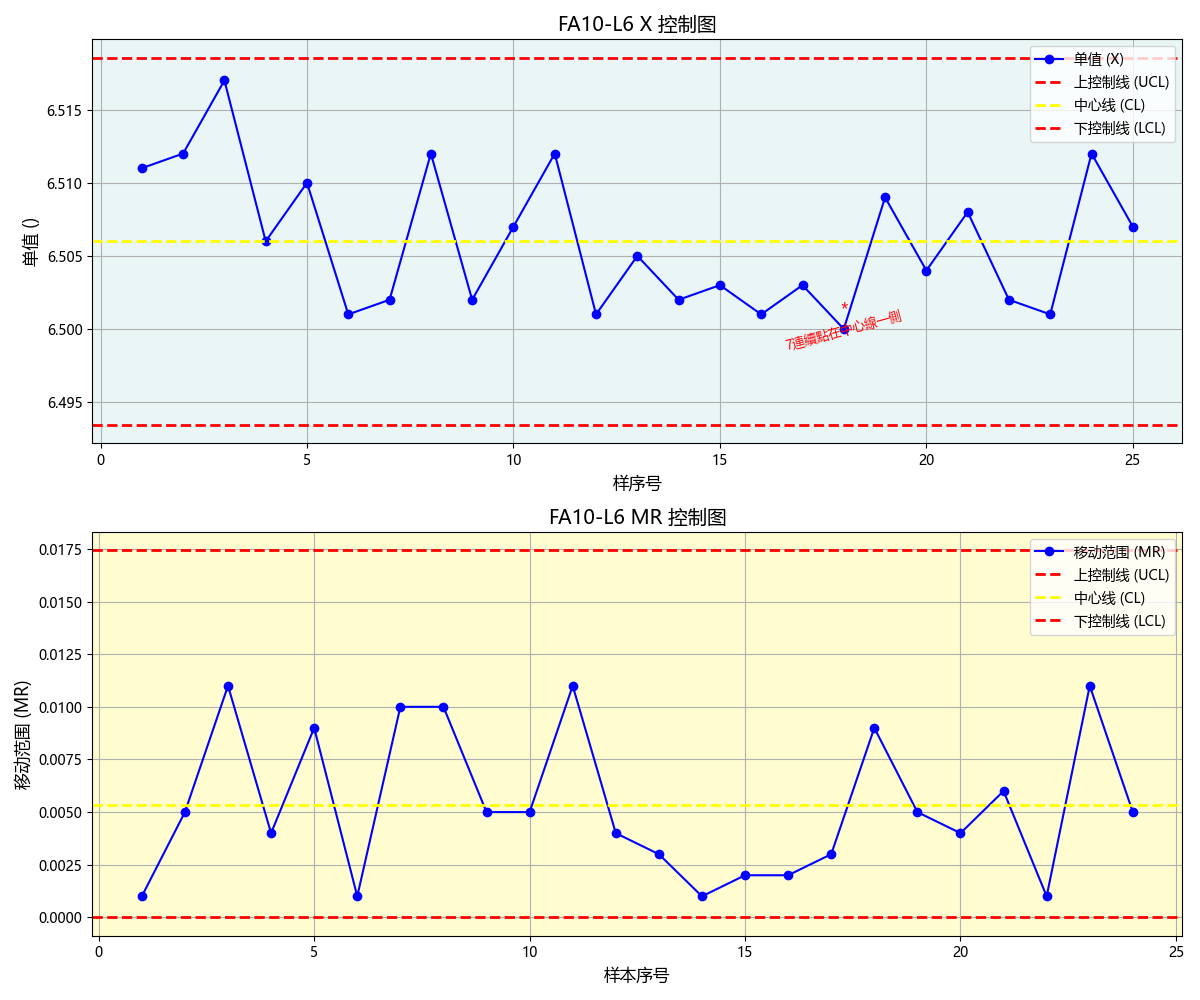 FA10-L6 X 控制图
单值 (X)
上控制线 (UCL)
中心线 (CL)
下控制线 (LCL)
单值 ()
6.515
6.510
6.505
6.500
6.495
*
7連續點在中心線一側
0 5 10 15 20 25
样序号
FA10-L6 MR 控制图
移动范围 (MR)
上控制线 (UCL)
中心线 (CL)
下控制线 (LCL)
移动范围 (MR)
0.0175
0.0150
0.0125
0.0100
0.0075
0.0050
0.0025
0.0000
0 5 10 15 20 25
样本序号